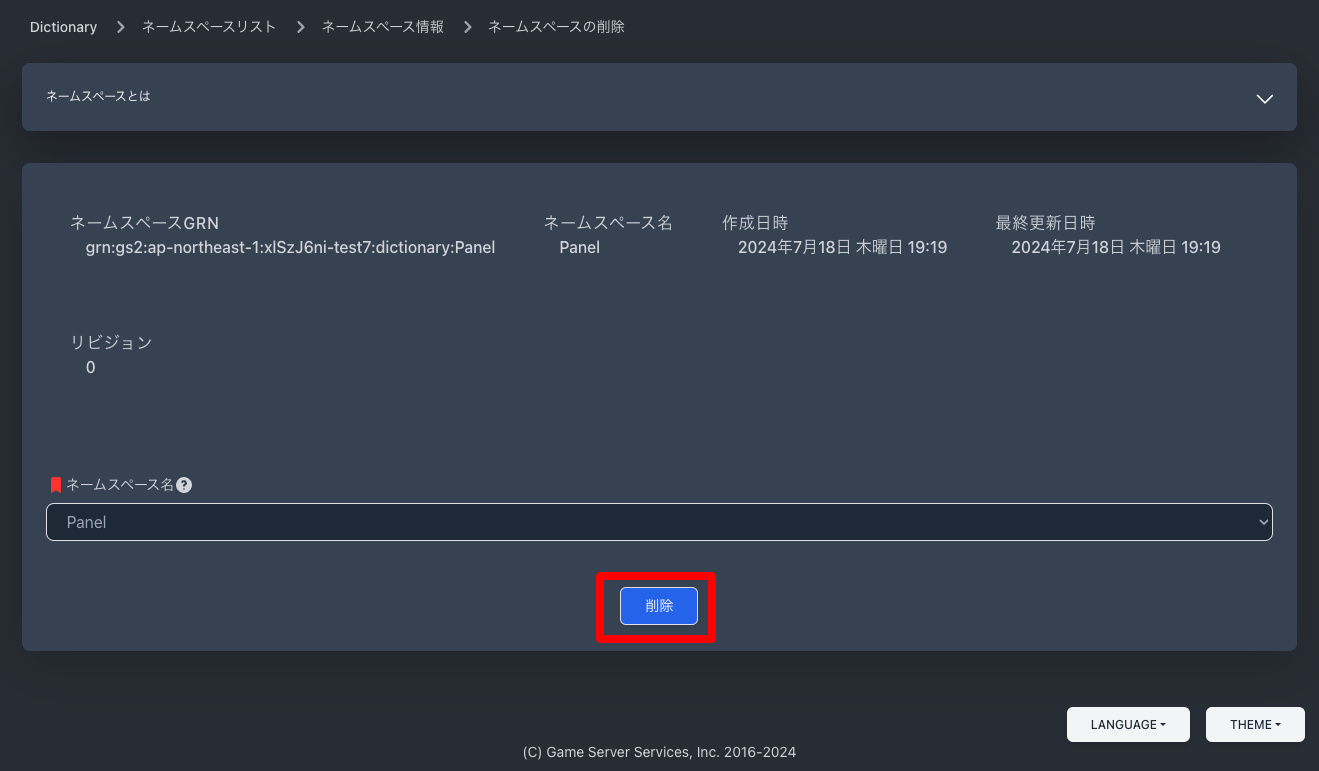 Dictionary ネームスペースリスト ネームスペース情報 ネームスペースの削除
ネームスペースとは
ネームスペースGRN ネームスペース名 作成日時 最終更新日時
grn:gs2:ap-northeast-1:xlSzJ6ni-test7:dictionary:Panel Panel 2024年7月18日 木曜日 19:19 2024年7月18日 木曜日 19:19
リビジョン
0
ネームスペース名 ?
Panel
削除
LANGUAGE THEME
(C) Game Server Services, Inc. 2016-2024